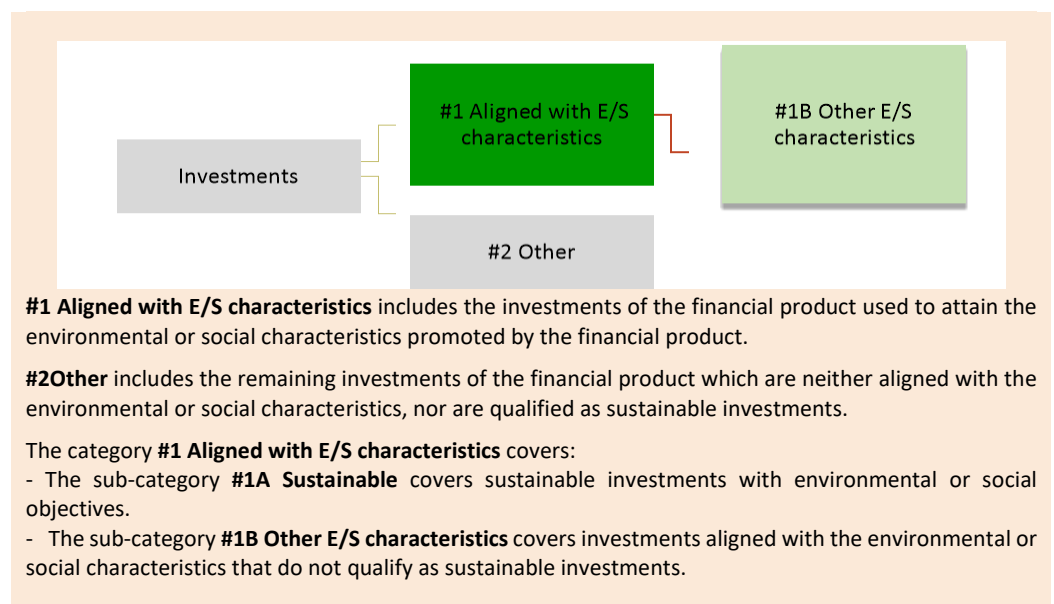 #1 Aligned with E/S
characteristics
#1B Other E/S
characteristics
Investments
#2 Other
#1 Aligned with E/S characteristics includes the investments of the financial product used to attain the
environmental or social characteristics promoted by the financial product.
#2Other includes the remaining investments of the financial product which are neither aligned with the
environmental or social characteristics, nor are qualified as sustainable investments.
The category #1 Aligned with E/S characteristics covers:
- The sub-category #1A Sustainable covers sustainable investments with environmental or social
objectives.
- The sub-category #1B Other E/S characteristics covers investments aligned with the environmental or
social characteristics that do not qualify as sustainable investments.